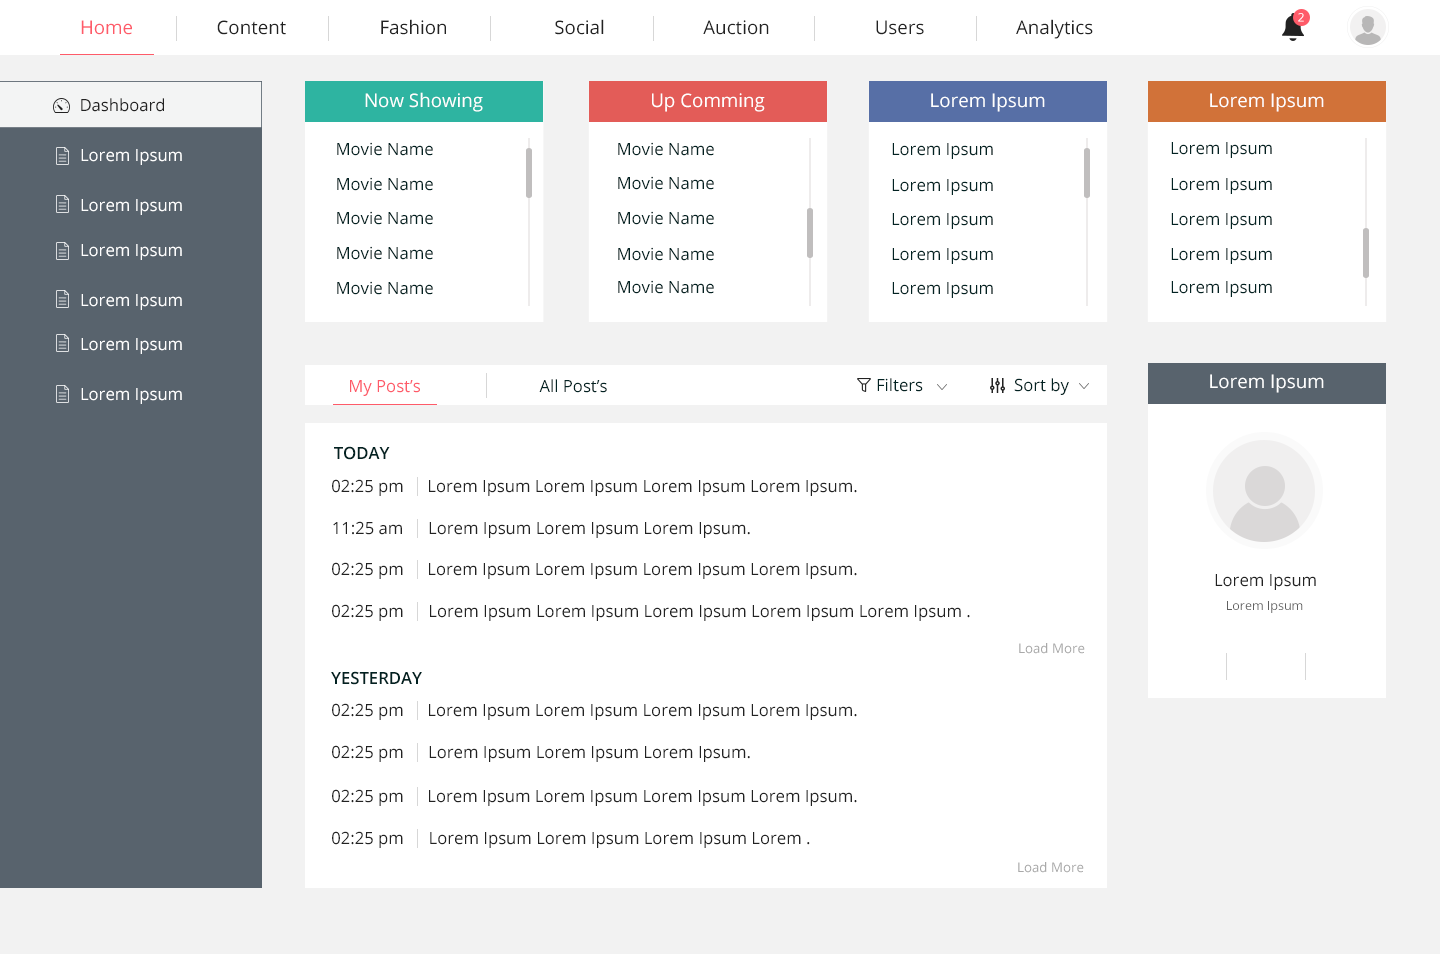 Home Content Fashion Social Auction Users Analytics 2
Dashboard
Lorem Ipsum
Lorem Ipsum
Lorem Ipsum
Lorem Ipsum
Lorem Ipsum
Lorem Ipsum
Now Showing
Movie Name
Movie Name
Movie Name
Movie Name
Movie Name
Up Comming
Movie Name
Movie Name
Movie Name
Movie Name
Movie Name
Lorem Ipsum
Lorem Ipsum
Lorem Ipsum
Lorem Ipsum
Lorem Ipsum
Lorem Ipsum
Lorem Ipsum
Lorem Ipsum
Lorem Ipsum
Lorem Ipsum
Lorem Ipsum
Lorem Ipsum
My Post's All Post's Filters Sort by
TODAY
02:25 pm Lorem Ipsum Lorem Ipsum Lorem Ipsum Lorem Ipsum.
11:25 am Lorem Ipsum Lorem Ipsum Lorem Ipsum.
02:25 pm Lorem Ipsum Lorem Ipsum Lorem Ipsum Lorem Ipsum.
02:25 pm Lorem Ipsum Lorem Ipsum Lorem Ipsum Lorem Ipsum Lorem Ipsum .
Load More
YESTERDAY
02:25 pm Lorem Ipsum Lorem Ipsum Lorem Ipsum Lorem Ipsum.
02:25 pm Lorem Ipsum Lorem Ipsum Lorem Ipsum.
02:25 pm Lorem Ipsum Lorem Ipsum Lorem Ipsum Lorem Ipsum.
02:25 pm Lorem Ipsum Lorem Ipsum Lorem Ipsum Lorem .
Load More
Lorem Ipsum
Lorem Ipsum
Lorem Ipsum